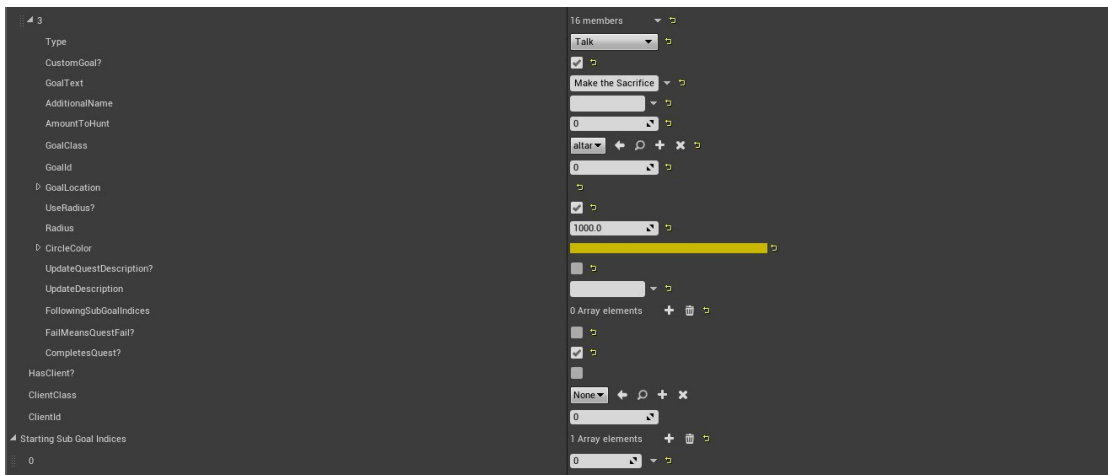 3 16 members
Type Talk
CustomGoal?
GoalText Make the Sacrifice
AdditionalName
AmountToHunt 0
GoalClass altar
GoalId 0
GoalLocation
UseRadius?
Radius 1000.0
CircleColor
UpdateQuestDescription?
UpdateDescription
FollowingSubGoalIndices 0 Array elements
FailMeansQuestFail?
CompletesQuest?
HasClient?
ClientClass None
ClientId 0
Starting Sub Goal Indices 1 Array elements
0 0